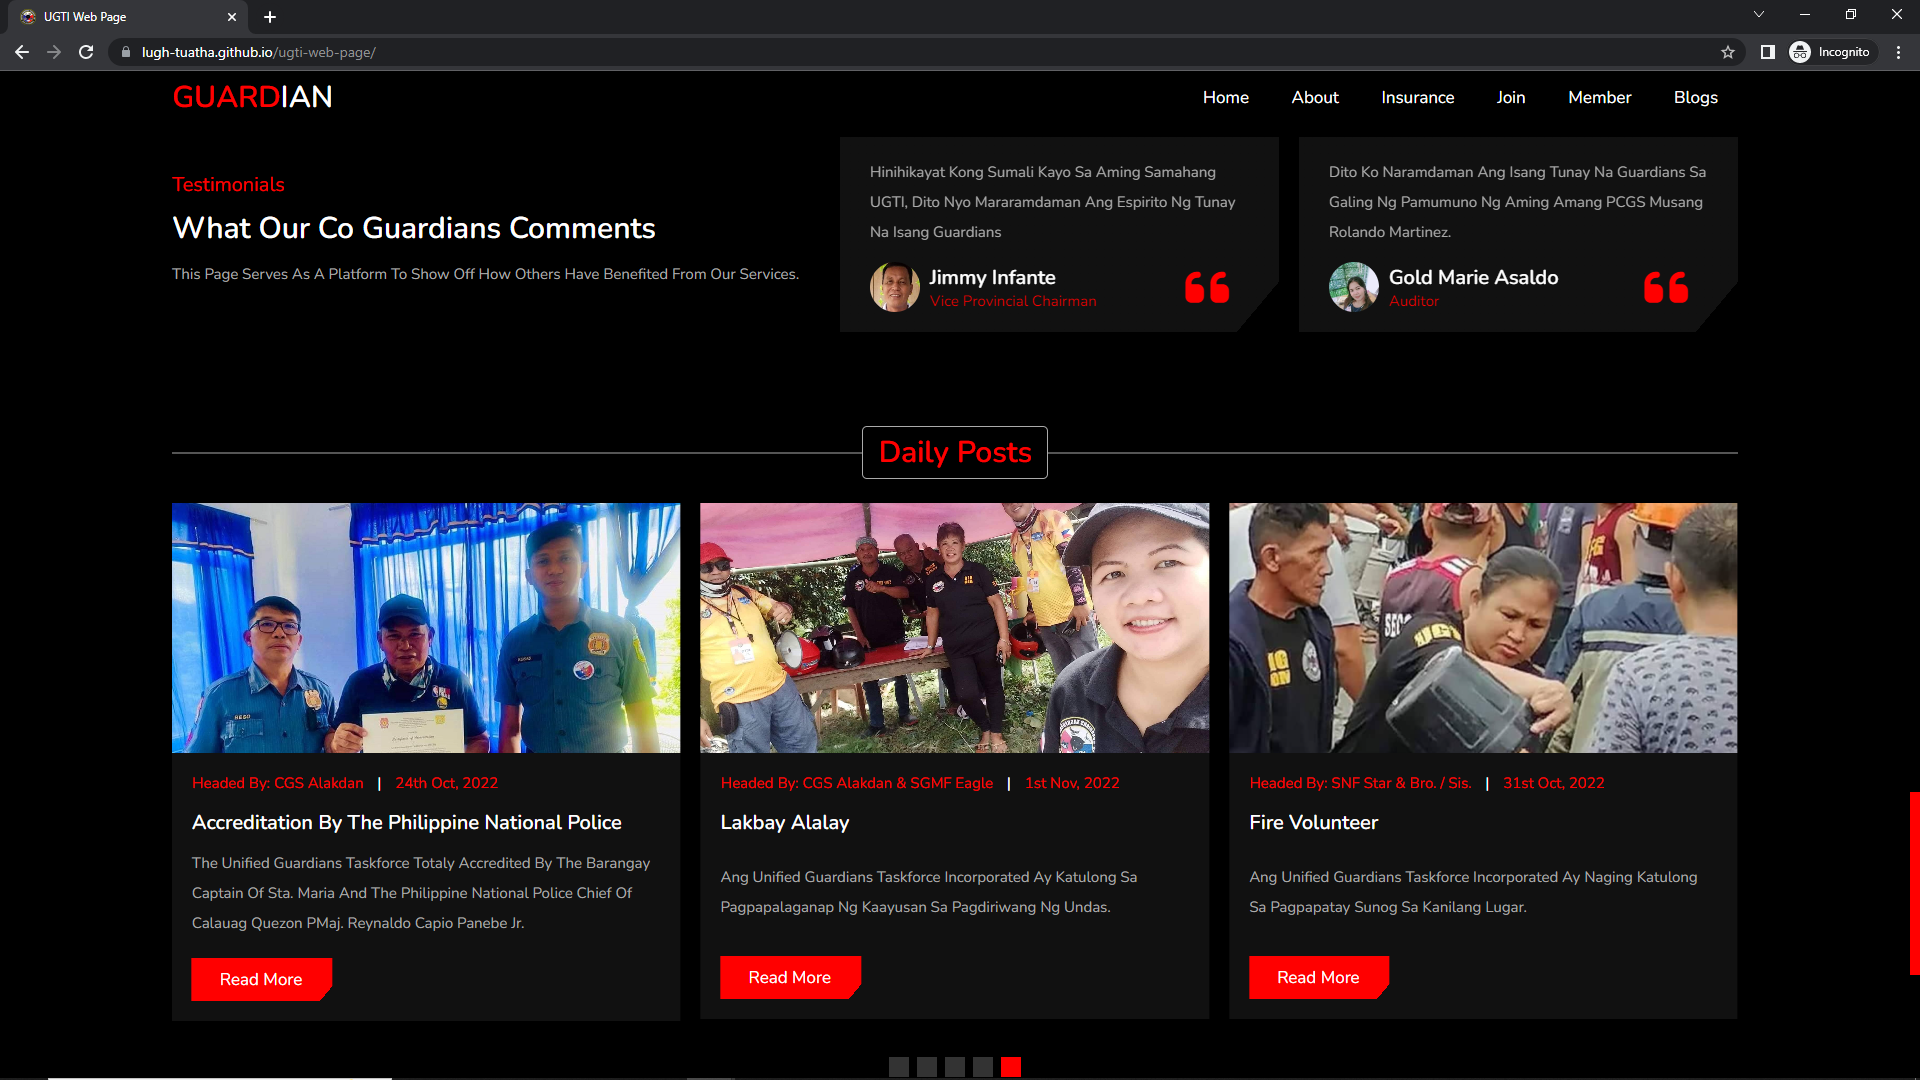 UGTI Web Page
lugh-tuatha.github.io/ugti-web-page/
Incognito
GUARDIAN
Home About Insurance Join Member Blogs
Testimonials
What Our Co Guardians Comments
This Page Serves As A Platform To Show Off How Others Have Benefited From Our Services.
Hinihikayat Kong Sumali Kayo Sa Aming Samahang
UGTI, Dito Nyo Mararamdaman Ang Espirito Ng Tunay
Na Isang Guardians
Jimmy Infante
Vice Provincial Chairman
Dito Ko Naramdaman Ang Isang Tunay Na Guardians Sa
Galing Ng Pamumuno Ng Aming Amang PCGS Musang
Rolando Martinez.
Gold Marie Asaldo
Auditor
Daily Posts
Headed By: CGS Alakdan | 24th Oct, 2022
Accreditation By The Philippine National Police
The Unified Guardians Taskforce Totaly Accredited By The Barangay
Captain Of Sta. Maria And The Philippine National Police Chief Of
Calauag Quezon PMaj. Reynaldo Capio Panebe Jr.
Read More
Headed By: CGS Alakdan & SGMF Eagle | 1st Nov, 2022
Lakbay Alalay
Ang Unified Guardians Taskforce Incorporated Ay Katulong Sa
Pagpapalaganap Ng Kaayusan Sa Pagdiriwang Ng Undas.
Read More
Headed By: SNF Star & Bro. / Sis. | 31st Oct, 2022
Fire Volunteer
Ang Unified Guardians Taskforce Incorporated Ay Naging Katulong
Sa Pagpapatay Sunog Sa Kanilang Lugar.
Read More